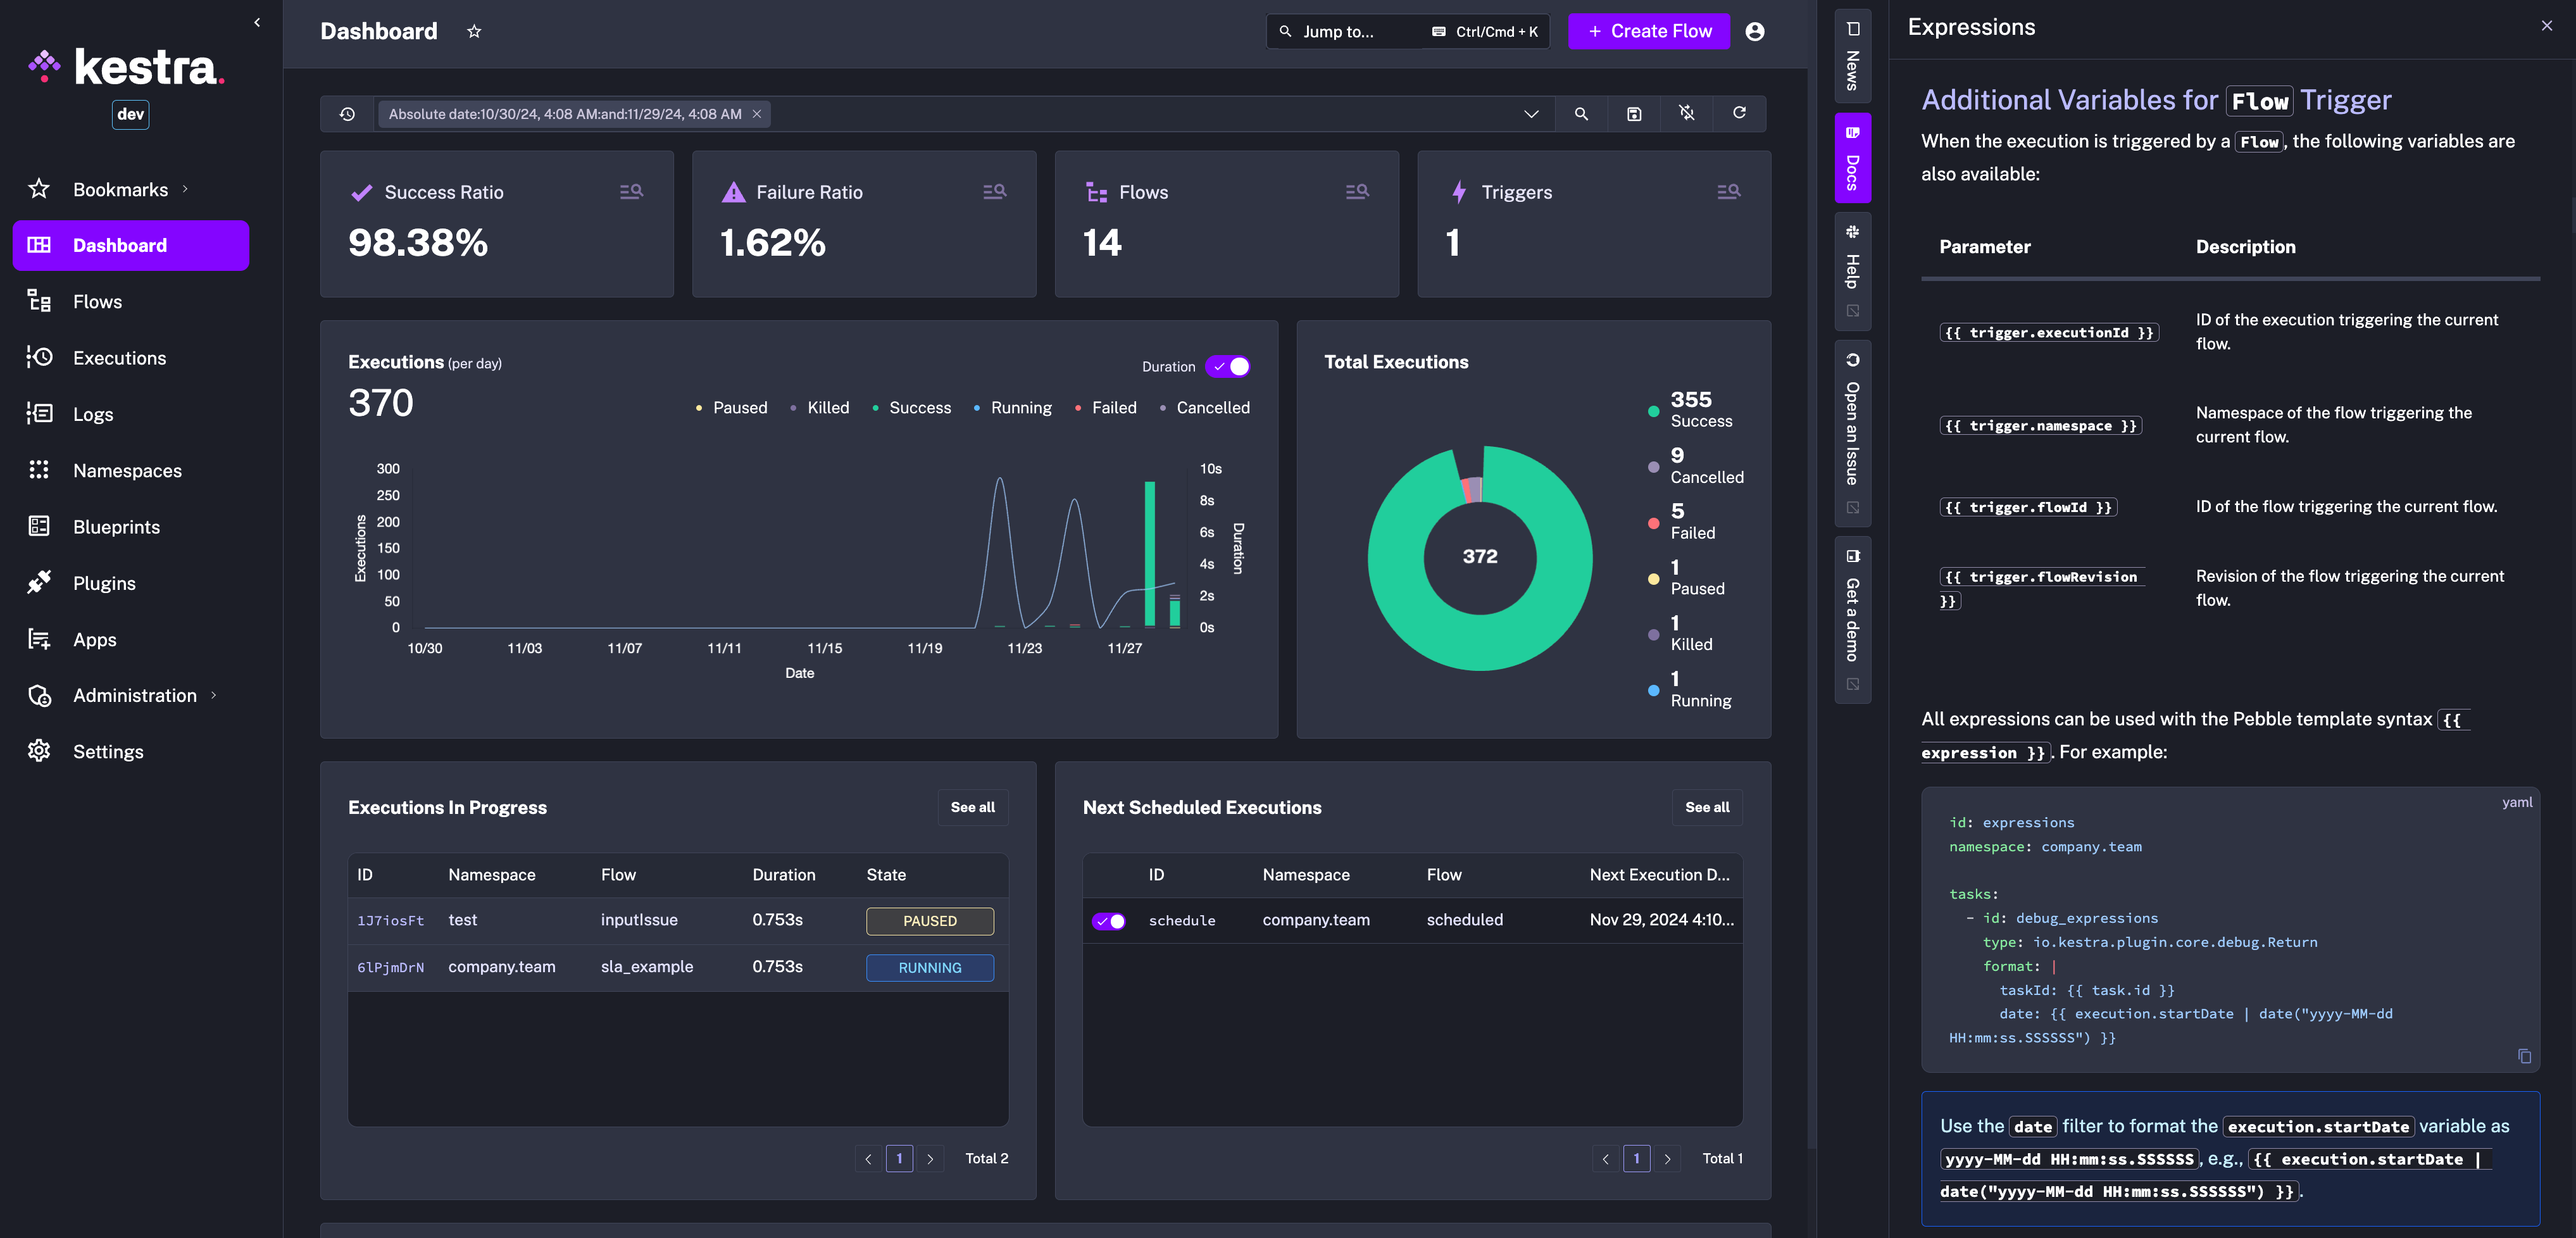 kestra.
dev
Bookmarks
Dashboard
Flows
Executions
Logs
Namespaces
Blueprints
Plugins
Apps
Administration
Settings
Dashboard
Jump to...
Ctrl/Cmd + K
+ Create Flow
Absolute date:10/30/24, 4:08 AM:and:11/29/24, 4:08 AM
Success Ratio
98.38%
Failure Ratio
1.62%
Flows
14
Triggers
1
Executions (per day)
370
Duration
Paused
Killed
Success
Running
Failed
Cancelled
300
250
200
150
100
50
0
Executions
10s
8s
6s
4s
2s
0s
Duration
10/30
11/03
11/07
11/11
11/15
11/19
11/23
11/27
Date
Total Executions
372
355
Success
9
Cancelled
5
Failed
1
Paused
1
Killed
1
Running
Executions In Progress
See all
ID Namespace Flow Duration State
1J7iosFt test inputIssue 0.753s PAUSED
6lPjmDrN company.team sla_example 0.753s RUNNING
1
Total 2
Next Scheduled Executions
See all
ID Namespace Flow Next Execution D...
schedule company.team scheduled Nov 29, 2024 4:10...
1
Total 1
News
Docs
Help
Open an Issue
Get a demo
Expressions
Additional Variables for Flow Trigger
When the execution is triggered by a Flow, the following variables are
also available:
Parameter Description
{{ trigger.executionId }}
ID of the execution triggering the current
flow.
{{ trigger.namespace }}
Namespace of the flow triggering the
current flow.
{{ trigger.flowId }}
ID of the flow triggering the current flow.
{{ trigger.flowRevision
}}
Revision of the flow triggering the current
flow.
All expressions can be used with the Pebble template syntax {{
expression }}. For example:
yaml
id: expressions
namespace: company.team
tasks:
- id: debug_expressions
type: io.kestra.plugin.core.debug.Return
format: |
taskId: {{ task.id }}
date: {{ execution.startDate | date("yyyy-MM-dd
HH:mm:ss.SSSSSS") }}
Use the date filter to format the execution.startDate variable as
yyyy-MM-dd HH:mm:ss.SSSSSS, e.g., {{ execution.startDate |
date("yyyy-MM-dd HH:mm:ss.SSSSSS") }}.